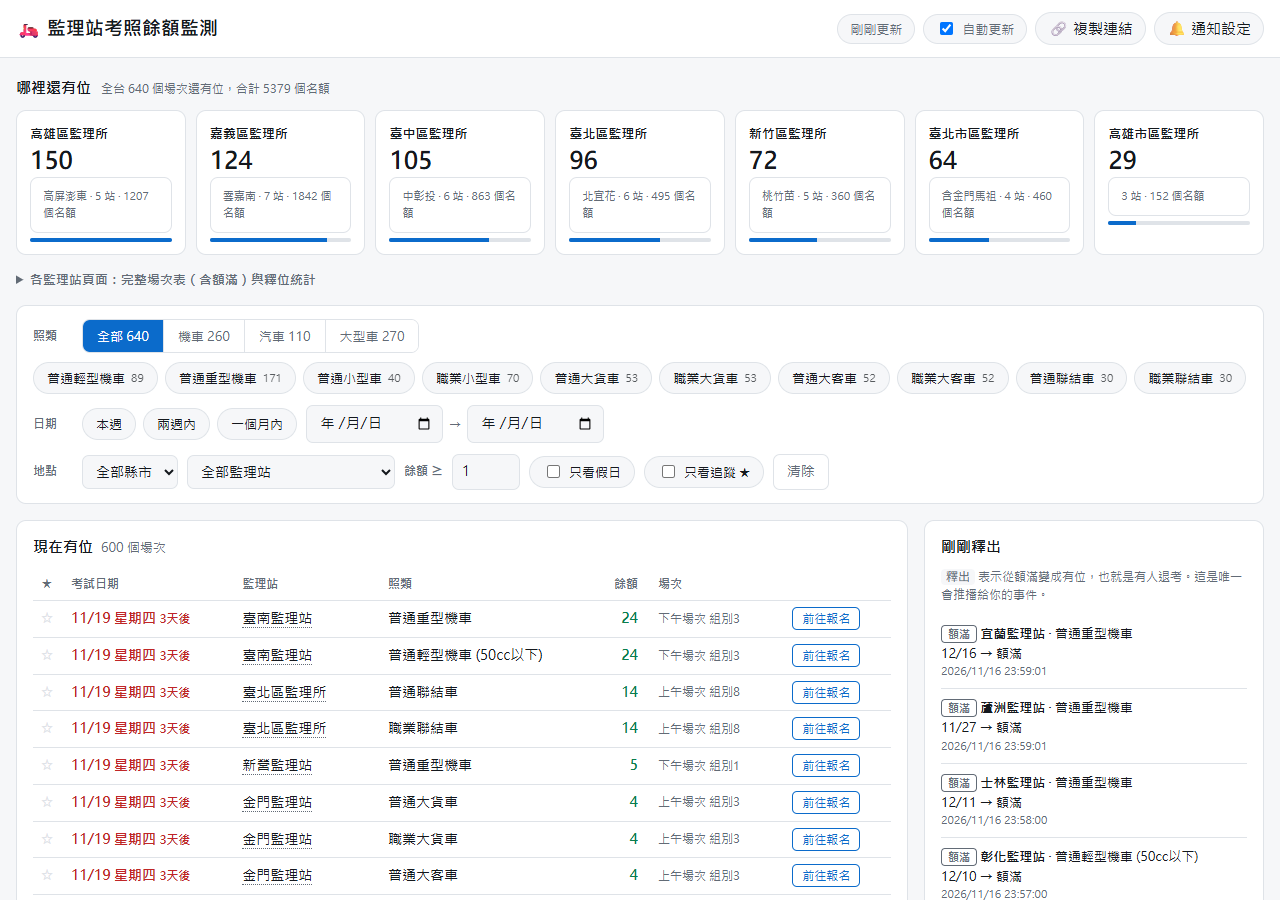 監理站考照餘額監測
剛剛更新
自動更新
複製連結
通知設定
哪裡還有位 全台 640 個場次還有位，合計 5379 個名額
高雄區監理所
150
高屏澎東 · 5 站 · 1207
個名額
嘉義區監理所
124
雲嘉南 · 7 站 · 1842 個
名額
臺中區監理所
105
中彰投 · 6 站 · 863 個名
額
臺北區監理所
96
北宜花 · 6 站 · 495 個名
額
新竹區監理所
72
桃竹苗 · 5 站 · 360 個名
額
臺北市區監理所
64
含金門馬祖 · 4 站 · 460
個名額
高雄市區監理所
29
3 站 · 152 個名額
▶ 各監理站頁面：完整場次表（含額滿）與釋位統計
照類 全部 640 機車 260 汽車 110 大型車 270
普通輕型機車 89 普通重型機車 171 普通小型車 40 職業小型車 70 普通大貨車 53 職業大貨車 53 普通大客車 52 職業大客車 52 普通聯結車 30 職業聯結車 30
日期 本週 兩週內 一個月內 年 /月/日 → 年 /月/日
地點 全部縣市 全部監理站 餘額 ≥ 1 只看假日 只看追蹤 ★ 清除
現在有位 600 個場次
★ 考試日期 監理站 照類 餘額 場次
☆ 11/19 星期四 3天後 臺南監理站 普通重型機車 24 下午場次 組別3 前往報名
☆ 11/19 星期四 3天後 臺南監理站 普通輕型機車 (50cc以下) 24 下午場次 組別3 前往報名
☆ 11/19 星期四 3天後 臺北區監理所 普通聯結車 14 上午場次 組別8 前往報名
☆ 11/19 星期四 3天後 臺北區監理所 職業聯結車 14 上午場次 組別8 前往報名
☆ 11/19 星期四 3天後 新營監理站 普通重型機車 5 下午場次 組別1 前往報名
☆ 11/19 星期四 3天後 金門監理站 普通大貨車 4 上午場次 組別3 前往報名
☆ 11/19 星期四 3天後 金門監理站 職業大貨車 4 上午場次 組別3 前往報名
☆ 11/19 星期四 3天後 金門監理站 普通大客車 4 上午場次 組別3 前往報名
剛剛釋出
釋出 表示從額滿變成有位，也就是有人退考。這是唯一
會推播給你的事件。
額滿 宜蘭監理站 · 普通重型機車
12/16 → 額滿
2026/11/16 23:59:01
額滿 蘆洲監理站 · 普通重型機車
11/27 → 額滿
2026/11/16 23:59:01
額滿 士林監理站 · 普通重型機車
12/11 → 額滿
2026/11/16 23:58:00
額滿 彰化監理站 · 普通輕型機車 (50cc以下)
12/10 → 額滿
2026/11/16 23:57:00